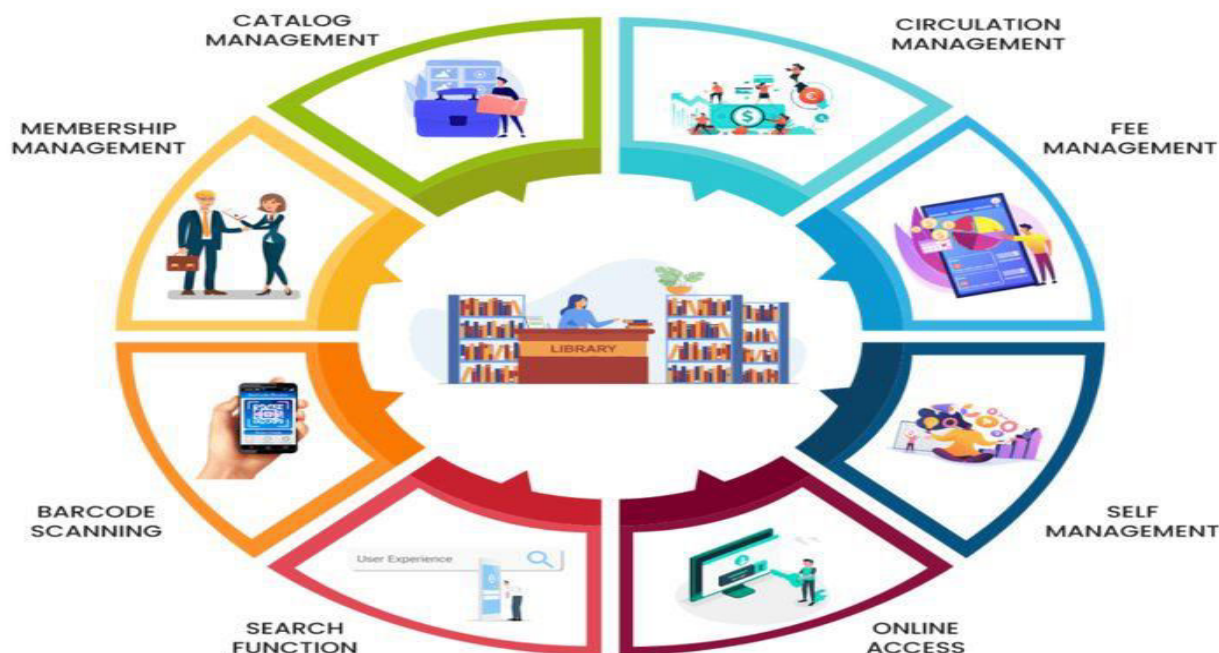 CATALOG
MANAGEMENT
CIRCULATION
MANAGEMENT
FEE
MANAGEMENT
SELF
MANAGEMENT
ONLINE
ACCESS
SEARCH
FUNCTION
BARCODE
SCANNING
MEMBERSHIP
MANAGEMENT
LIBRARY
User Experience